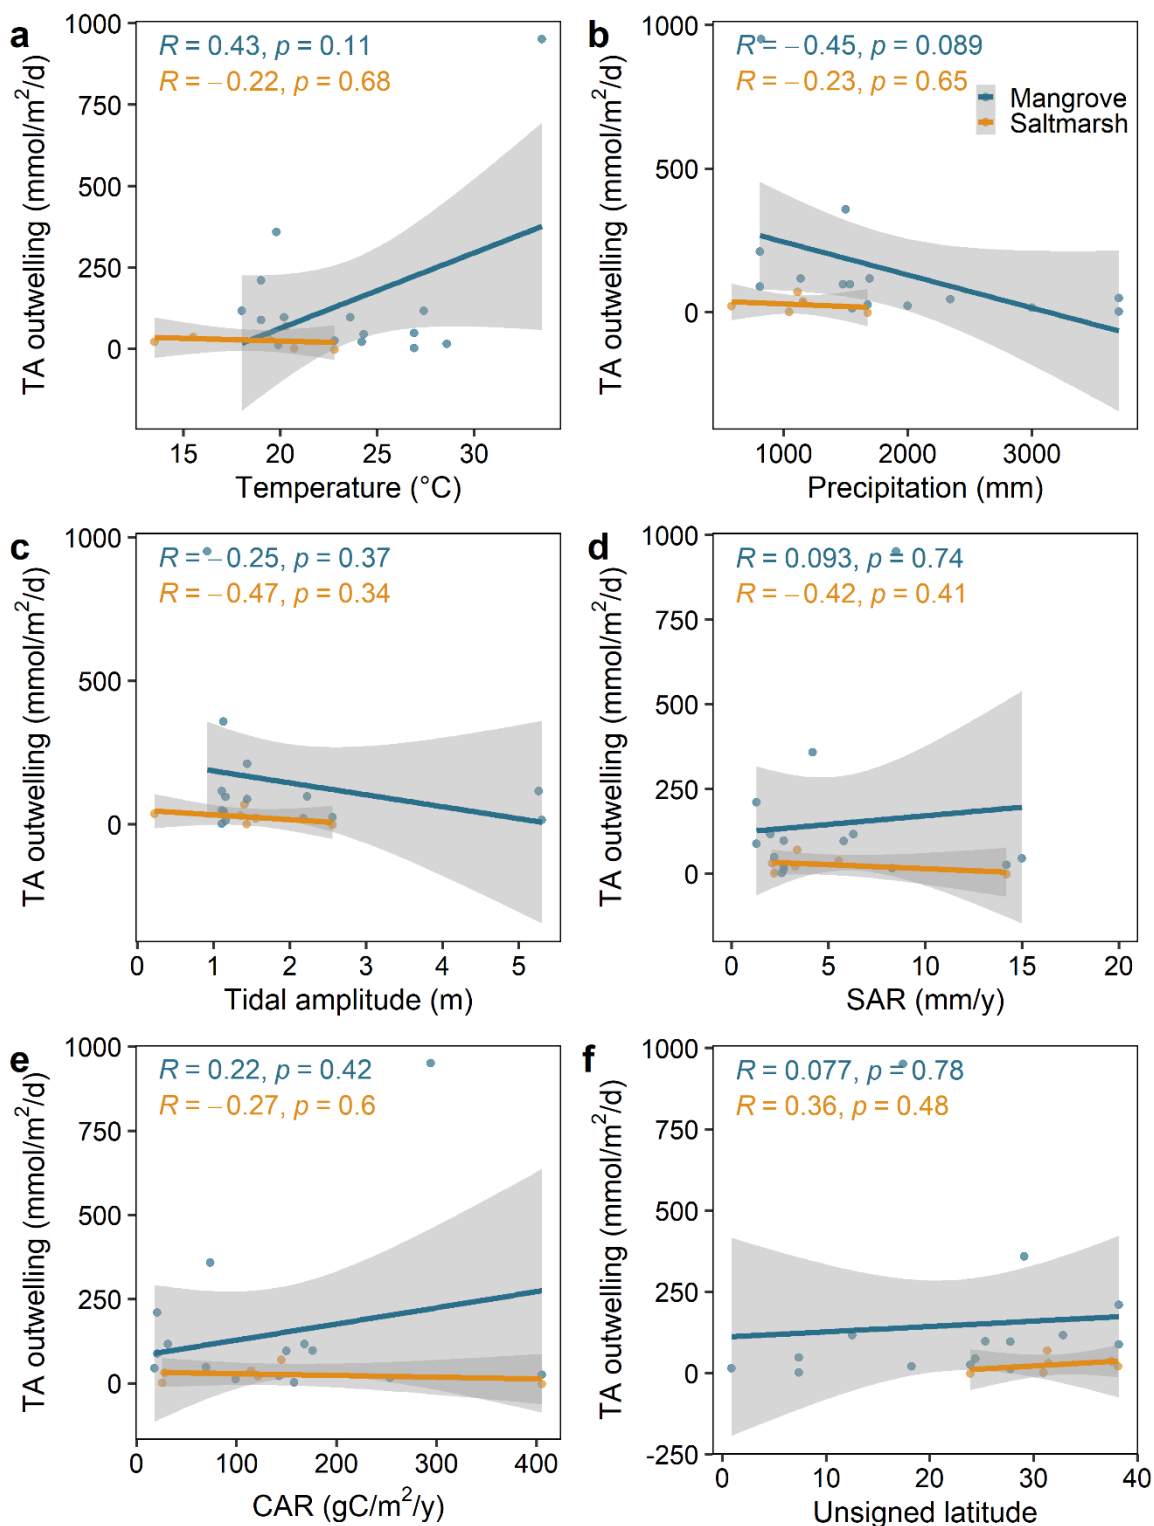 a
R = 0.43, p = 0.11
R = −0.22, p = 0.68
TA outwelling (mmol/m²/d)
1000
750
500
250
0
15 20 25 30
Temperature (°C)
b
R = −0.45, p = 0.089
R = −0.23, p = 0.65
Mangrove
Saltmarsh
TA outwelling (mmol/m²/d)
1000
500
0
1000 2000 3000
Precipitation (mm)
c
R = −0.25, p = 0.37
R = −0.47, p = 0.34
TA outwelling (mmol/m²/d)
1000
500
0
0 1 2 3 4 5
Tidal amplitude (m)
d
R = 0.093, p = 0.74
R = −0.42, p = 0.41
TA outwelling (mmol/m²/d)
1000
750
500
250
0
0 5 10 15 20
SAR (mm/y)
e
R = 0.22, p = 0.42
R = −0.27, p = 0.6
TA outwelling (mmol/m²/d)
1000
750
500
250
0
0 100 200 300 400
CAR (gC/m²/y)
f
R = 0.077, p = 0.78
R = 0.36, p = 0.48
TA outwelling (mmol/m²/d)
1000
750
500
250
0
-250
0 10 20 30 40
Unsigned latitude